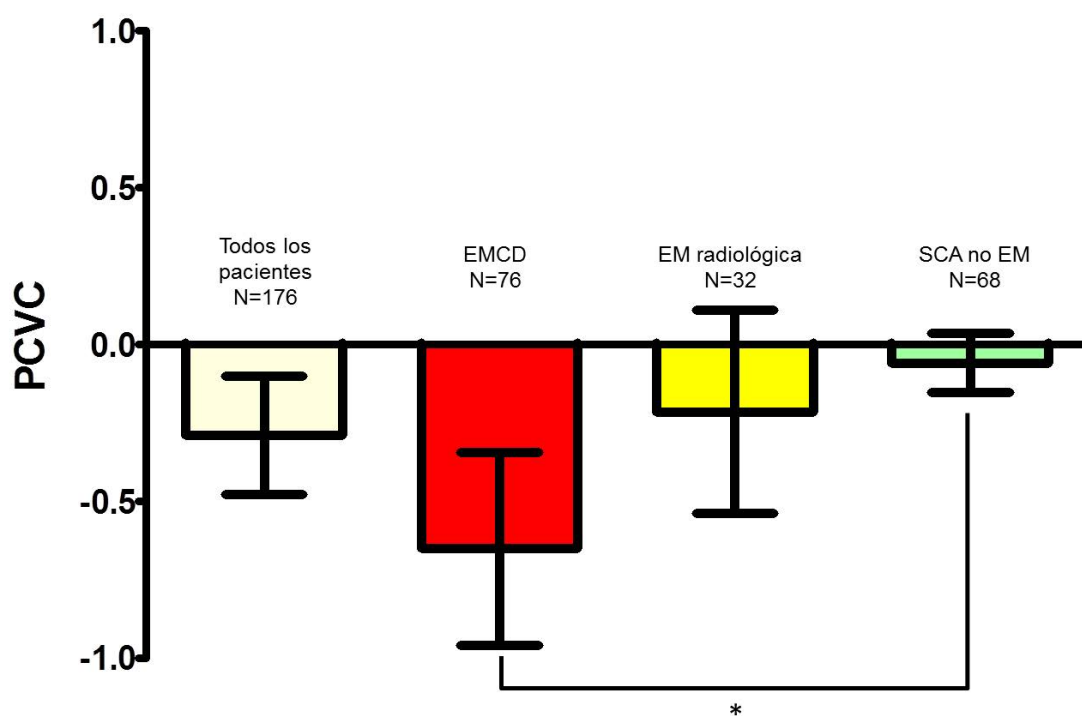 1.0
0.5
0.0
-0.5
-1.0
PCVC
Todos los
pacientes
N=176
EMCD
N=76
EM radiológica
N=32
SCA no EM
N=68
*